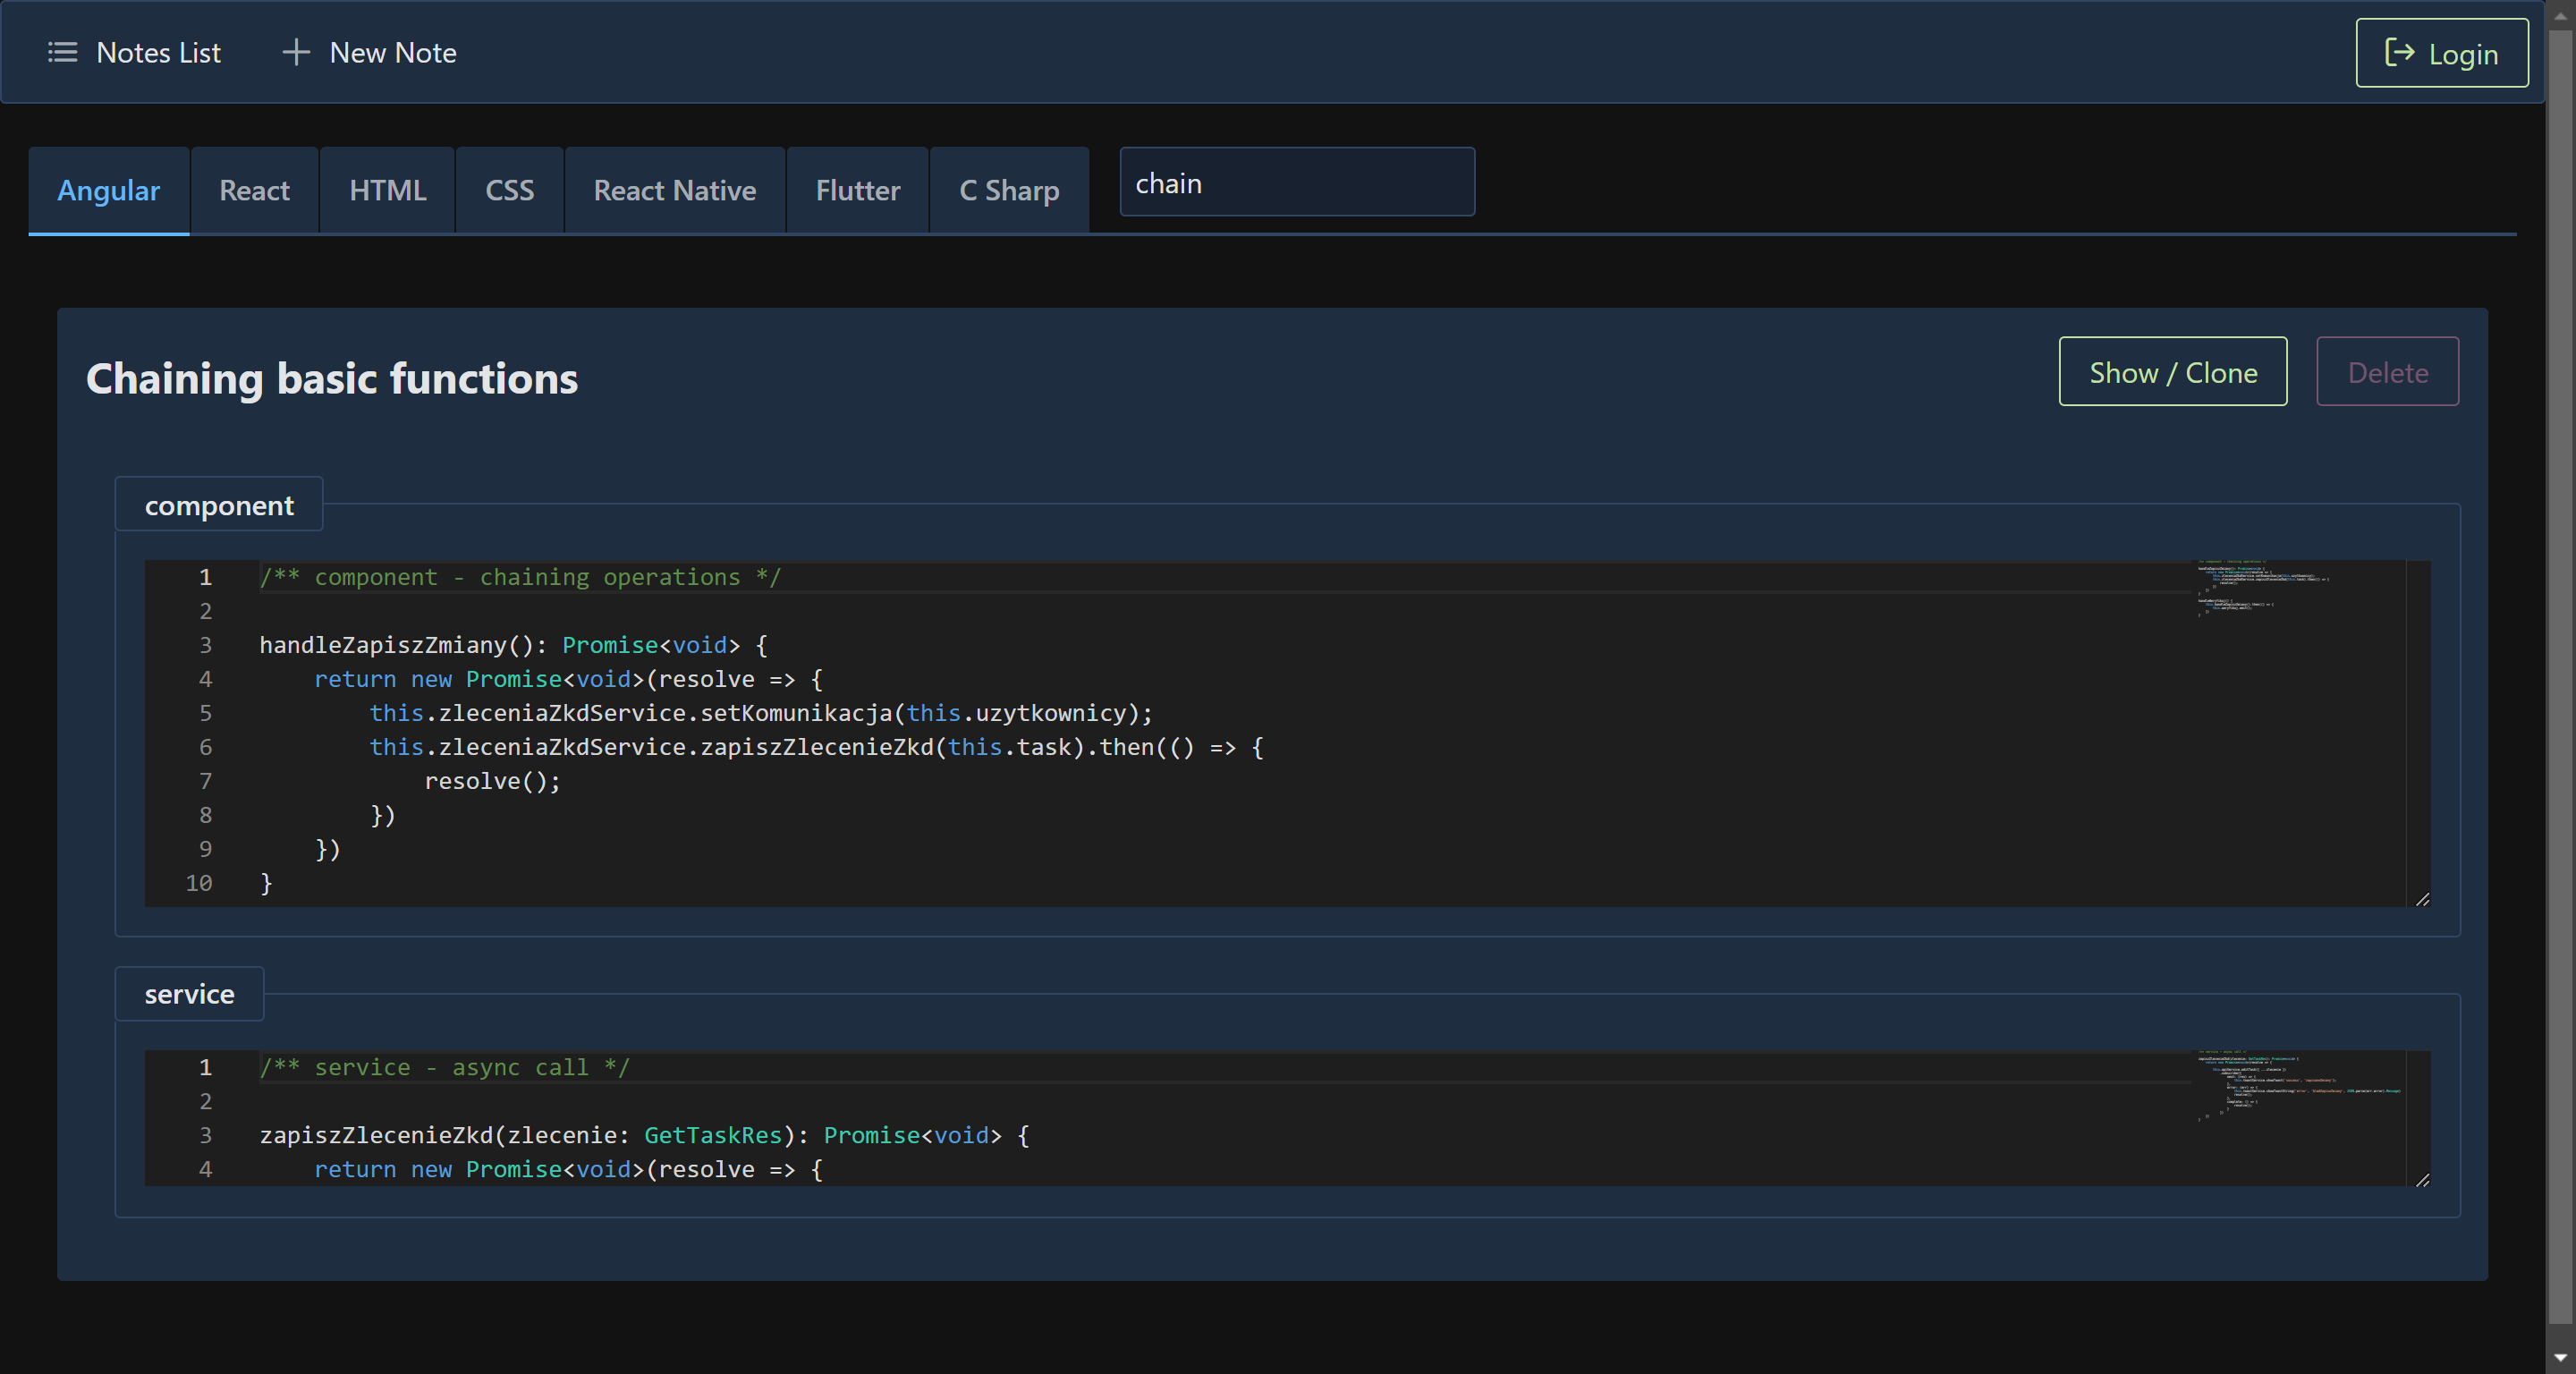 Notes List
New Note
Login
Angular
React
HTML
CSS
React Native
Flutter
C Sharp
chain
Chaining basic functions
Show / Clone
Delete
component
1 /** component - chaining operations */
2
3 handleZapiszZmiany(): Promise<void> {
4     return new Promise<void>(resolve => {
5         this.zleceniaZkdService.setKomunikacja(this.uzytkownicy);
6         this.zleceniaZkdService.zapiszZlecenieZkd(this.task).then(() => {
7             resolve();
8         })
9     })
10 }
service
1 /** service - async call */
2
3 zapiszZlecenieZkd(zlecenie: GetTaskRes): Promise<void> {
4     return new Promise<void>(resolve => {